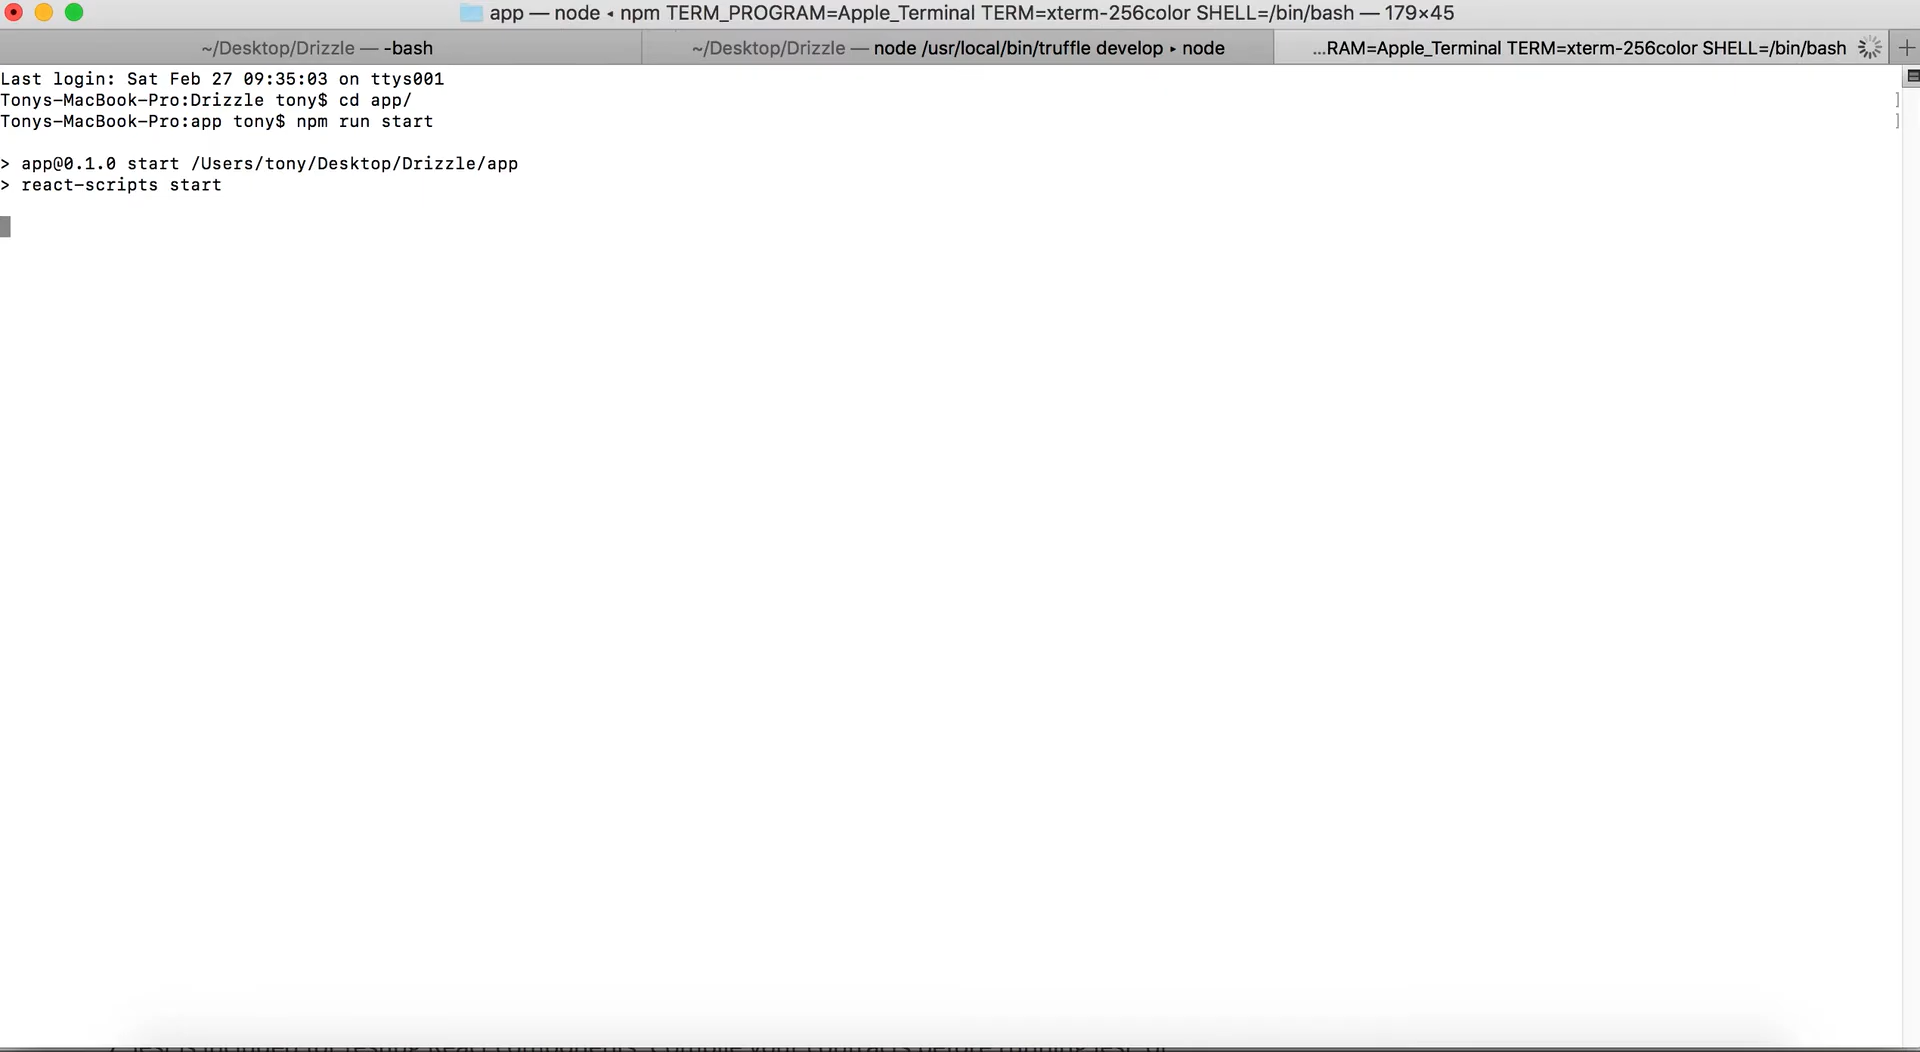 app — node ◂ npm TERM_PROGRAM=Apple_Terminal TERM=xterm-256color SHELL=/bin/bash — 179×45
~/Desktop/Drizzle — -bash
~/Desktop/Drizzle — node /usr/local/bin/truffle develop ▸ node
...RAM=Apple_Terminal TERM=xterm-256color SHELL=/bin/bash
Last login: Sat Feb 27 09:35:03 on ttys001
Tonys-MacBook-Pro:Drizzle tony$ cd app/
Tonys-MacBook-Pro:app tony$ npm run start
> app@0.1.0 start /Users/tony/Desktop/Drizzle/app
> react-scripts start